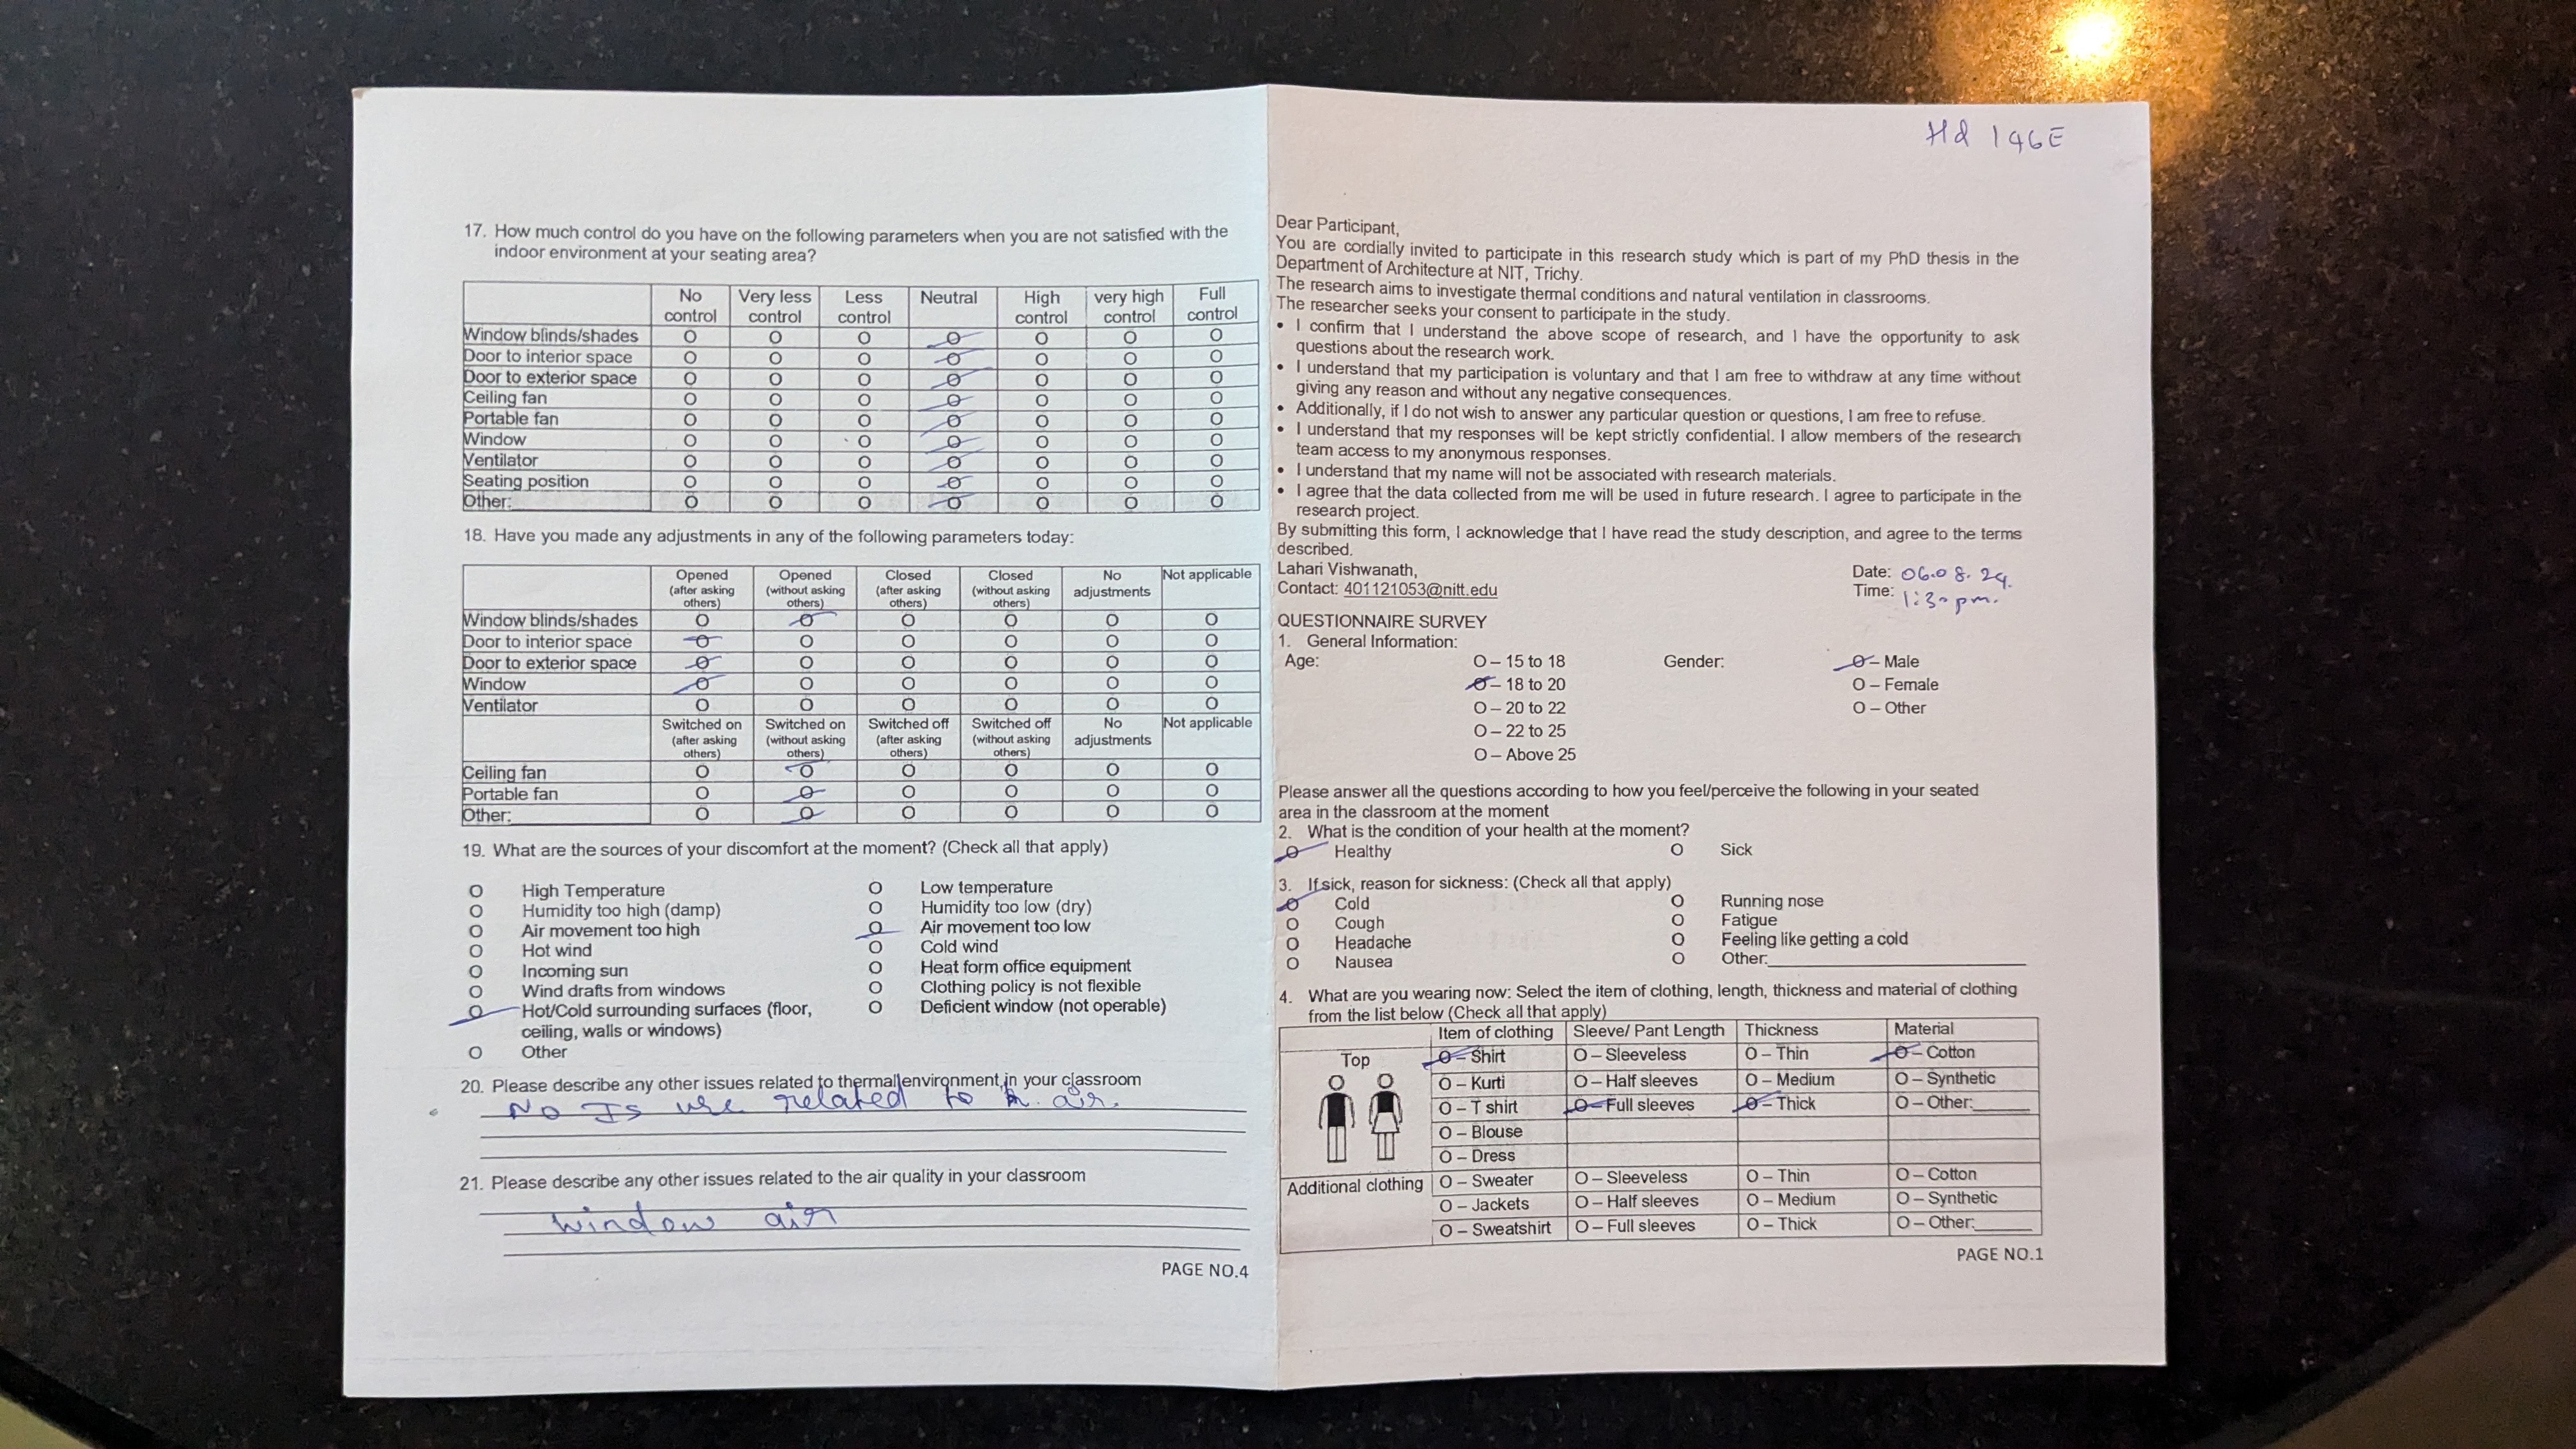 17. How much control do you have on the following parameters when you are not satisfied with the
indoor environment at your seating area?
No control Very less control Less control Neutral High control very high control Full control
Window blinds/shades O O O O O O O
Door to interior space O O O O O O O
Door to exterior space O O O O O O O
Ceiling fan O O O O O O O
Portable fan O O O O O O O
Window O O O O O O O
Ventilator O O O O O O O
Seating position O O O O O O O
Other: O O O O O O O
18. Have you made any adjustments in any of the following parameters today:
Opened (after asking others) Opened (without asking others) Closed (after asking others) Closed (without asking others) No adjustments Not applicable
Window blinds/shades O O O O O O
Door to interior space O O O O O O
Door to exterior space O O O O O O
Window O O O O O O
Ventilator O O O O O O
Switched on (after asking others) Switched on (without asking others) Switched off (after asking others) Switched off (without asking others) No adjustments Not applicable
Ceiling fan O O O O O O
Portable fan O O O O O O
Other: O O O O O O
19. What are the sources of your discomfort at the moment? (Check all that apply)
O High Temperature O Low temperature
O Humidity too high (damp) O Humidity too low (dry)
O Air movement too high O Air movement too low
O Hot wind O Cold wind
O Incoming sun O Heat form office equipment
O Wind drafts from windows O Clothing policy is not flexible
O Hot/Cold surrounding surfaces (floor, O Deficient window (not operable)
ceiling, walls or windows)
O Other
20. Please describe any other issues related to thermal environment in your classroom
No Is use related to air.
21. Please describe any other issues related to the air quality in your classroom
window air
PAGE NO.4
Hd 146E
Dear Participant,
You are cordially invited to participate in this research study which is part of my PhD thesis in the
Department of Architecture at NIT, Trichy.
The research aims to investigate thermal conditions and natural ventilation in classrooms.
The researcher seeks your consent to participate in the study.
• I confirm that I understand the above scope of research, and I have the opportunity to ask
questions about the research work.
• I understand that my participation is voluntary and that I am free to withdraw at any time without
giving any reason and without any negative consequences.
• Additionally, if I do not wish to answer any particular question or questions, I am free to refuse.
• I understand that my responses will be kept strictly confidential. I allow members of the research
team access to my anonymous responses.
• I understand that my name will not be associated with research materials.
• I agree that the data collected from me will be used in future research. I agree to participate in the
research project.
By submitting this form, I acknowledge that I have read the study description, and agree to the terms
described.
Lahari Vishwanath, Date: 06.08.24.
Contact: 401121053@nitt.edu Time: 1:30 pm.
QUESTIONNAIRE SURVEY
1. General Information:
Age: O – 15 to 18 Gender: O – Male
O – 18 to 20 O – Female
O – 20 to 22 O – Other
O – 22 to 25
O – Above 25
Please answer all the questions according to how you feel/perceive the following in your seated
area in the classroom at the moment
2. What is the condition of your health at the moment?
O Healthy O Sick
3. If sick, reason for sickness: (Check all that apply)
O Cold O Running nose
O Cough O Fatigue
O Headache O Feeling like getting a cold
O Nausea O Other:
4. What are you wearing now: Select the item of clothing, length, thickness and material of clothing
from the list below (Check all that apply)
Item of clothing Sleeve/ Pant Length Thickness Material
Top O – Shirt O – Sleeveless O – Thin O – Cotton
O – Kurti O – Half sleeves O – Medium O – Synthetic
O – T shirt O – Full sleeves O – Thick O – Other:
O – Blouse
O – Dress
Additional clothing O – Sweater O – Sleeveless O – Thin O – Cotton
O – Jackets O – Half sleeves O – Medium O – Synthetic
O – Sweatshirt O – Full sleeves O – Thick O – Other:
PAGE NO.1